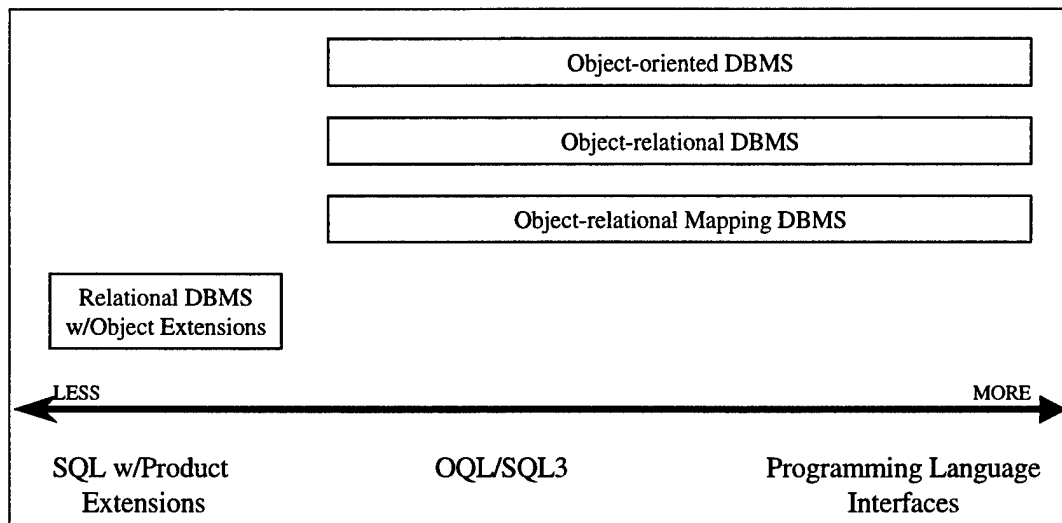 Object-oriented DBMS
Object-relational DBMS
Object-relational Mapping DBMS
Relational DBMS
w/Object Extensions
LESS
MORE
SQL w/Product
Extensions
OQL/SQL3
Programming Language
Interfaces